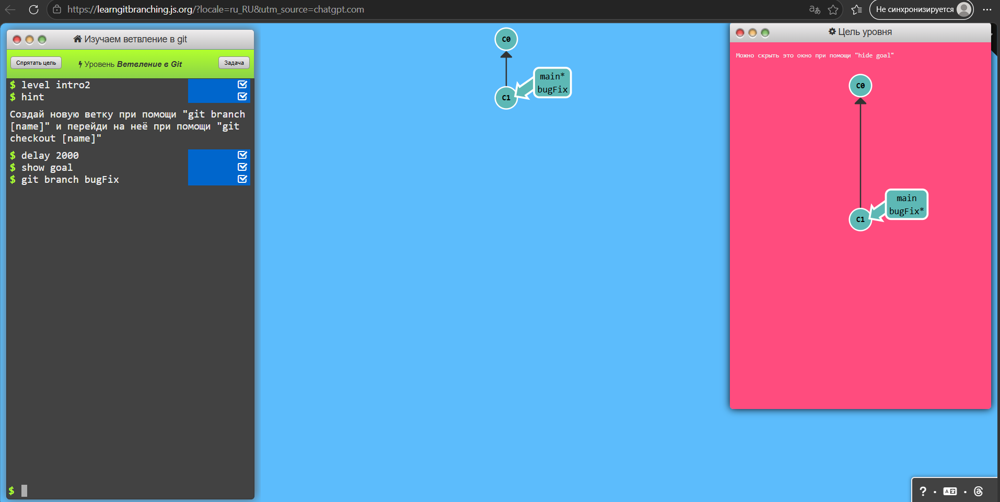 https://learngitbranching.js.org/?locale=ru_RU&utm_source=chatgpt.com
Не синхронизируется
Изучаем ветвление в git
Спрятать цель
Уровень Ветвление в Git
Задача
$ level intro2
$ hint
Создай новую ветку при помощи "git branch
[name]" и перейди на неё при помощи "git
checkout [name]"
$ delay 2000
$ show goal
$ git branch bugFix
$
C0
main*
bugFix
C1
Цель уровня
Можно скрыть это окно при помощи "hide goal"
C0
main
bugFix*
C1
?